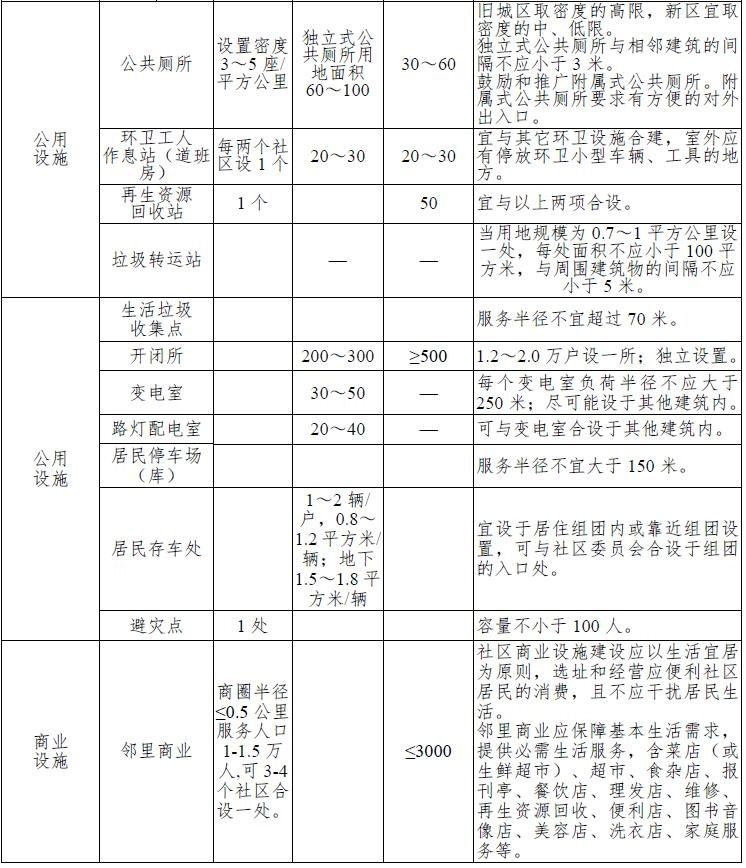 公用
设施
公共厕所
设置密度
3～5 座/
平方公里
独立式公
共厕所用
地面积
60～100
30～60
旧城区取密度的高限，新区宜取
密度的中、低限。
独立式公共厕所与相邻建筑的间
隔不应小于 3 米。
鼓励和推广附属式公共厕所。附
属式公共厕所要求有方便的对外
出入口。
环卫工人
作息站（道班
房）
每两个社
区设 1 个
20～30
20～30
宜与其它环卫设施合建，室外应
有停放环卫小型车辆、工具的地
方。
再生资源
回收站
1 个
50
宜与以上两项合设。
垃圾转运站
—
—
当用地规模为 0.7～1 平方公里设
一处，每处面积不应小于 100 平
方米，与周围建筑物的间隔不应
小于 5 米。
公用
设施
生活垃圾
收集点
服务半径不宜超过 70 米。
开闭所
200～300
≥500
1.2～2.0 万户设一所；独立设置。
变电室
30～50
—
每个变电室负荷半径不应大于
250 米；尽可能设于其他建筑内。
路灯配电室
20～40
—
可与变电室合设于其他建筑内。
居民停车场
（库）
服务半径不宜大于 150 米。
居民存车处
1～2 辆/
户，0.8～
1.2 平方米/
辆；地下
1.5～1.8 平
方米/辆
宜设于居住组团内或靠近组团设
置，可与社区委员会合设于组团
的入口处。
避灾点
1 处
容量不小于 100 人。
商业
设施
邻里商业
商圈半径
≤0.5 公里
服务人口
1-1.5 万
人,可 3-4
个社区合
设一处。
≤3000
社区商业设施建设应以生活宜居
为原则，选址和经营应便利社区
居民的消费，且不应干扰居民生
活。
邻里商业应保障基本生活需求，
提供必需生活服务，含菜店（或
生鲜超市）、超市、食杂店、报
刊亭、餐饮店、理发店、维修、
再生资源回收、便利店、图书音
像店、美容店、洗衣店、家庭服
务等。